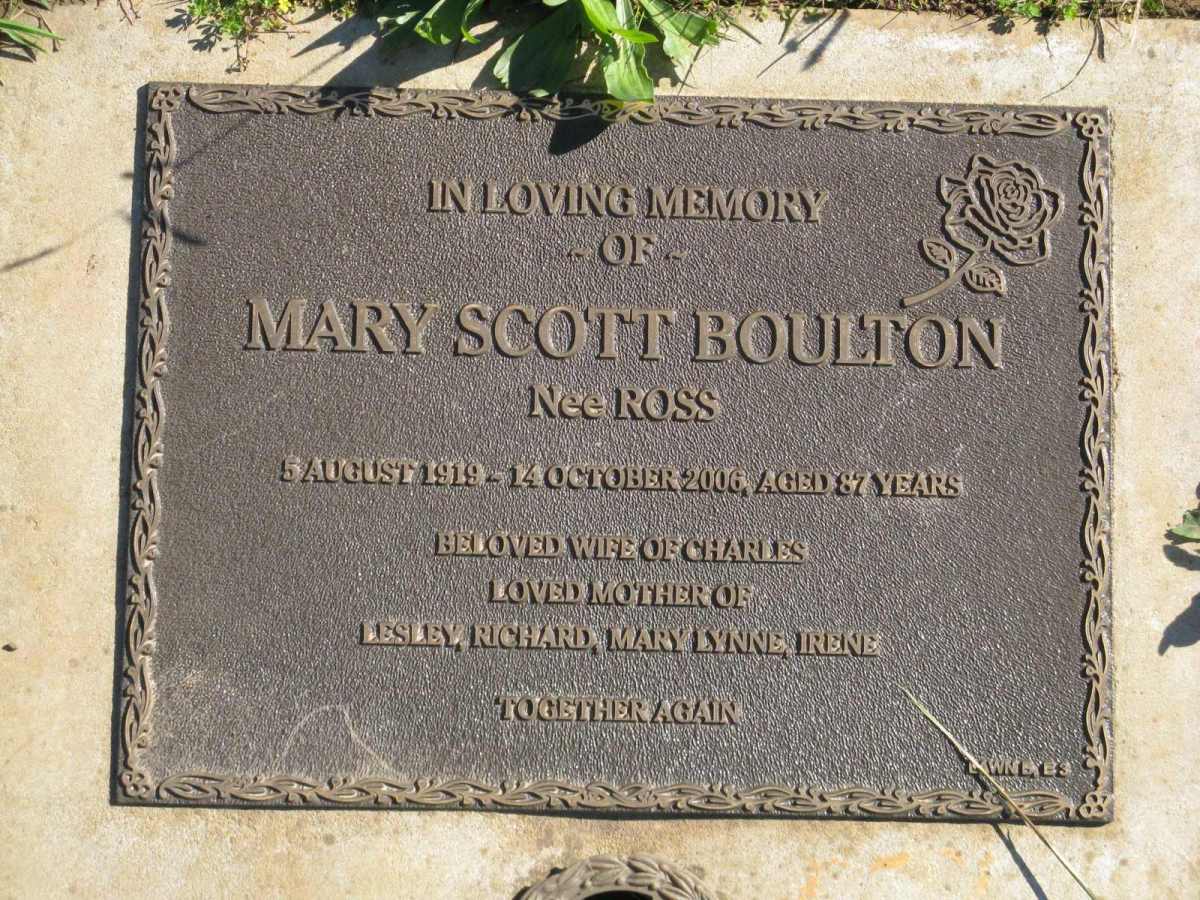 IN LOVING MEMORY
~ OF ~
MARY SCOTT BOULTON
Nee ROSS
5 AUGUST 1919 - 14 OCTOBER 2006, AGED 87 YEARS
BELOVED WIFE OF CHARLES
LOVED MOTHER OF
LESLEY, RICHARD, MARY LYNNE, IRENE
TOGETHER AGAIN